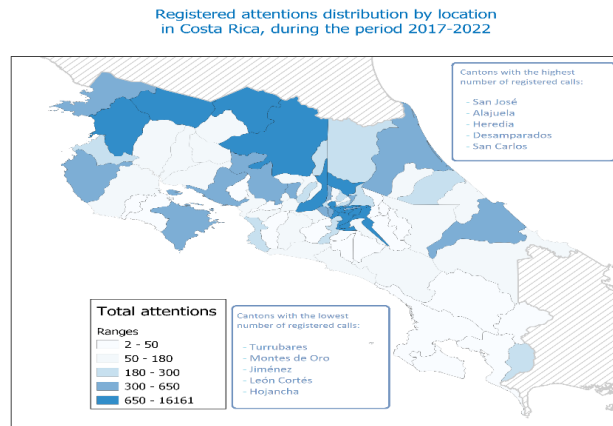 Registered attentions distribution by location
in Costa Rica, during the period 2017-2022
Cantons with the highest
number of registered calls:
- San José
- Alajuela
- Heredia
- Desamparados
- San Carlos
Total attentions
Ranges
2 - 50
50 - 180
180 - 300
300 - 650
650 - 16161
Cantons with the lowest
number of registered calls:
- Turrubares
- Montes de Oro
- Jiménez
- León Cortés
- Hojancha